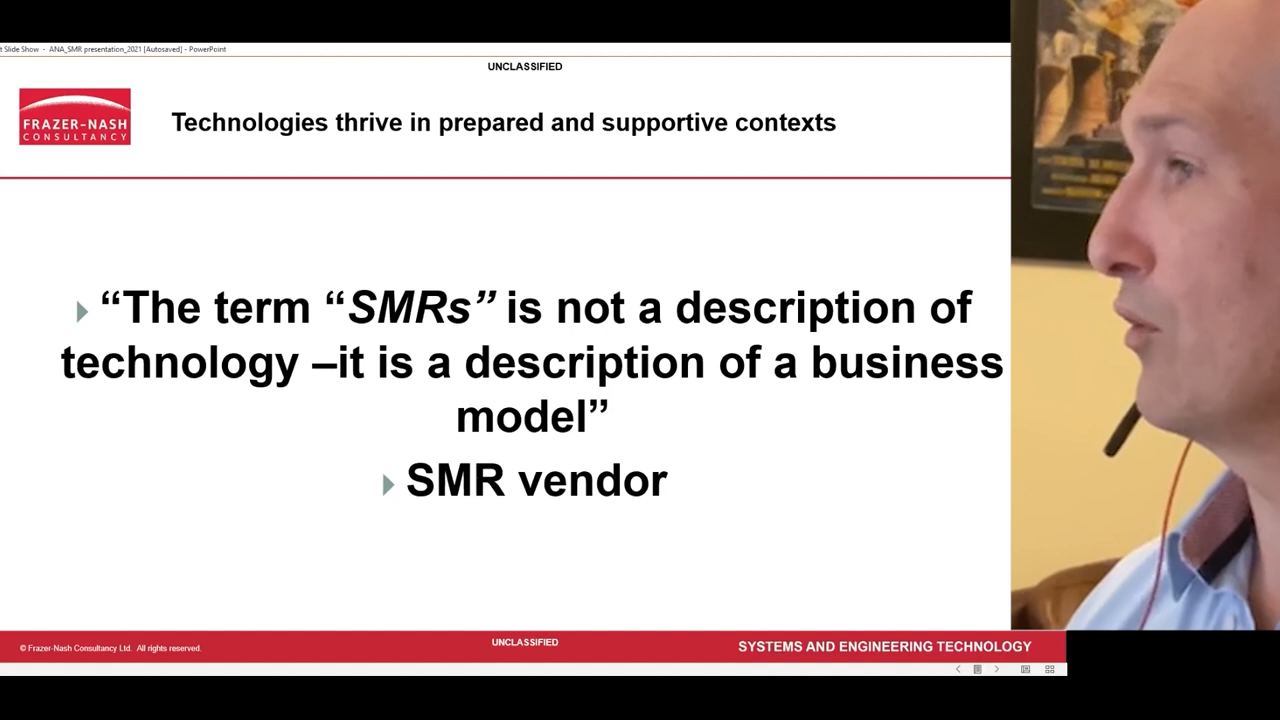 t Slide Show - ANA_SMR presentation_2021 [Autosaved] - PowerPoint
UNCLASSIFIED
FRAZER-NASH
CONSULTANCY
Technologies thrive in prepared and supportive contexts
“The term “SMRs” is not a description of
technology –it is a description of a business
model”
SMR vendor
© Frazer-Nash Consultancy Ltd. All rights reserved.
UNCLASSIFIED
SYSTEMS AND ENGINEERING TECHNOLOGY